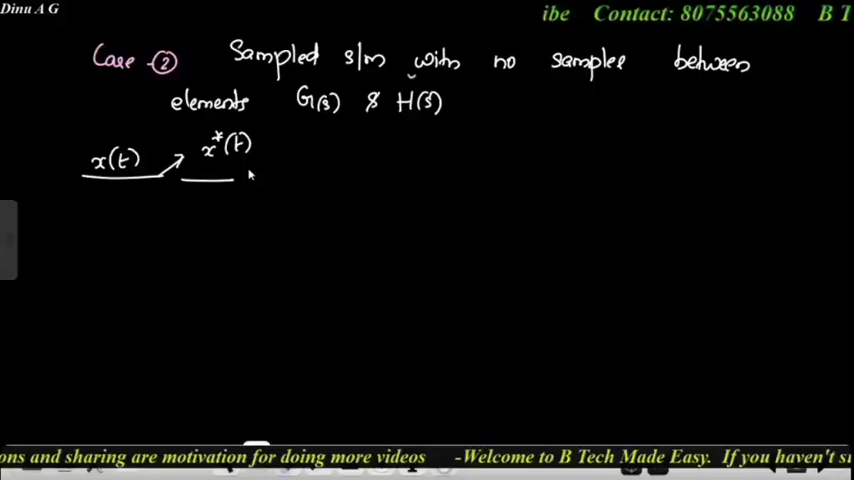 Dinu A G
ibe Contact: 8075563088 B T
Case -② Sampled s/m with no sampler between
elements G(s) & H(s)
x(t) x*(t)
ons and sharing are motivation for doing more videos -Welcome to B Tech Made Easy. If you haven't su